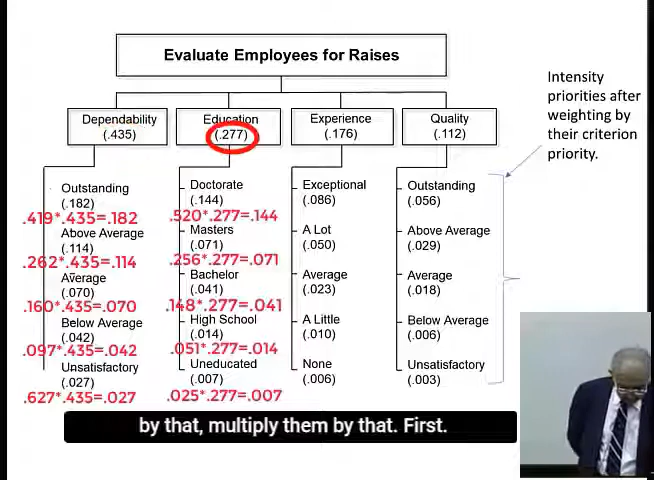 Evaluate Employees for Raises
Intensity
priorities after
weighting by
their criterion
priority.
Dependability
(.435)
Education
(.277)
Experience
(.176)
Quality
(.112)
Outstanding
(.182)
.419*.435=.182
Above Average
(.114)
.262*.435=.114
Average
(.070)
.160*.435=.070
Below Average
(.042)
.097*.435=.042
Unsatisfactory
(.027)
.627*.435=.027
Doctorate
(.144)
.520*.277=.144
Masters
(.071)
.256*.277=.071
Bachelor
(.041)
.148*.277=.041
High School
(.014)
.051*.277=.014
Uneducated
(.007)
.025*.277=.007
Exceptional
(.086)
A Lot
(.050)
Average
(.023)
A Little
(.010)
None
(.006)
Outstanding
(.056)
Above Average
(.029)
Average
(.018)
Below Average
(.006)
Unsatisfactory
(.003)
by that, multiply them by that. First.